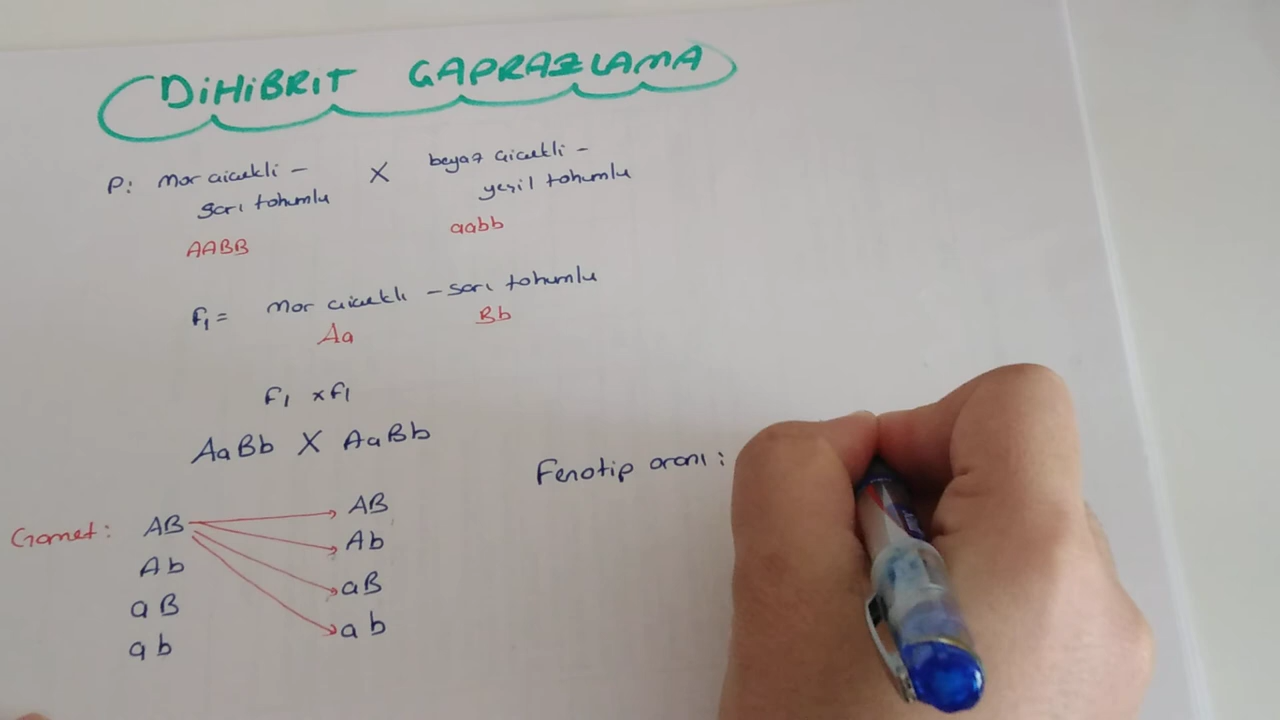 DiHiBRiT ÇAPRAZLAMA
P: Mor çiçekli – X beyaz çiçekli –
sarı tohumlu yeşil tohumlu
AABB aabb
F1 = Mor çiçekli – sarı tohumlu
Aa Bb
F1 x F1
AaBb X AaBb
Fenotip oranı :
Gamet: AB AB
Ab Ab
aB aB
ab ab